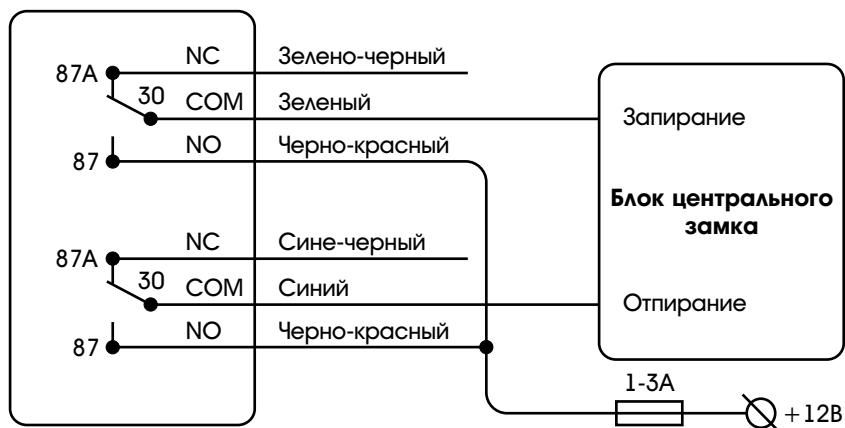 87A NC Зелено-черный
30 COM Зеленый
87 NO Черно-красный
87A NC Сине-черный
30 COM Синий
87 NO Черно-красный
Запирание
Блок центрального
замка
Отпирание
1-3А
+12В